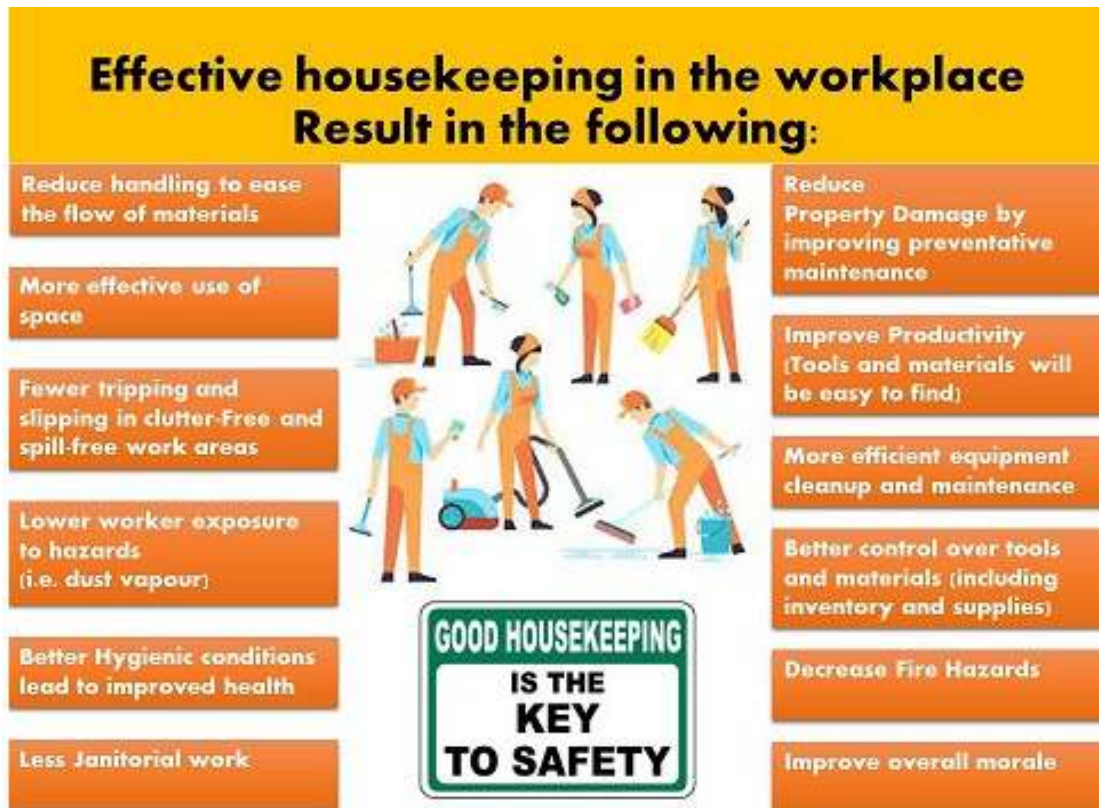 Effective housekeeping in the workplace
Result in the following:
Reduce handling to ease
the flow of materials
More effective use of
space
Fewer tripping and
slipping in clutter-Free and
spill-free work areas
Lower worker exposure
to hazards
(i.e. dust vapour)
Better Hygienic conditions
lead to improved health
Less Janitorial work
GOOD HOUSEKEEPING
IS THE
KEY
TO SAFETY
Reduce
Property Damage by
improving preventative
maintenance
Improve Productivity
(Tools and materials will
be easy to find)
More efficient equipment
cleanup and maintenance
Better control over tools
and materials (including
inventory and supplies)
Decrease Fire Hazards
Improve overall morale